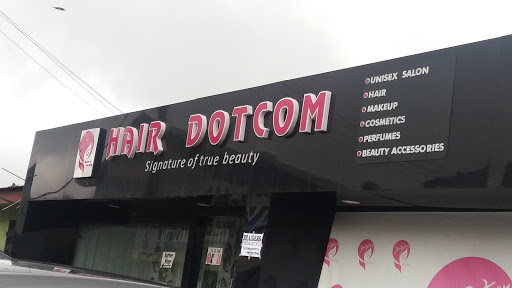 HAIR DOTCOM
Signature of true beauty
UNISEX SALON
HAIR
MAKEUP
COSMETICS
PERFUMES
BEAUTY ACCESSORIES